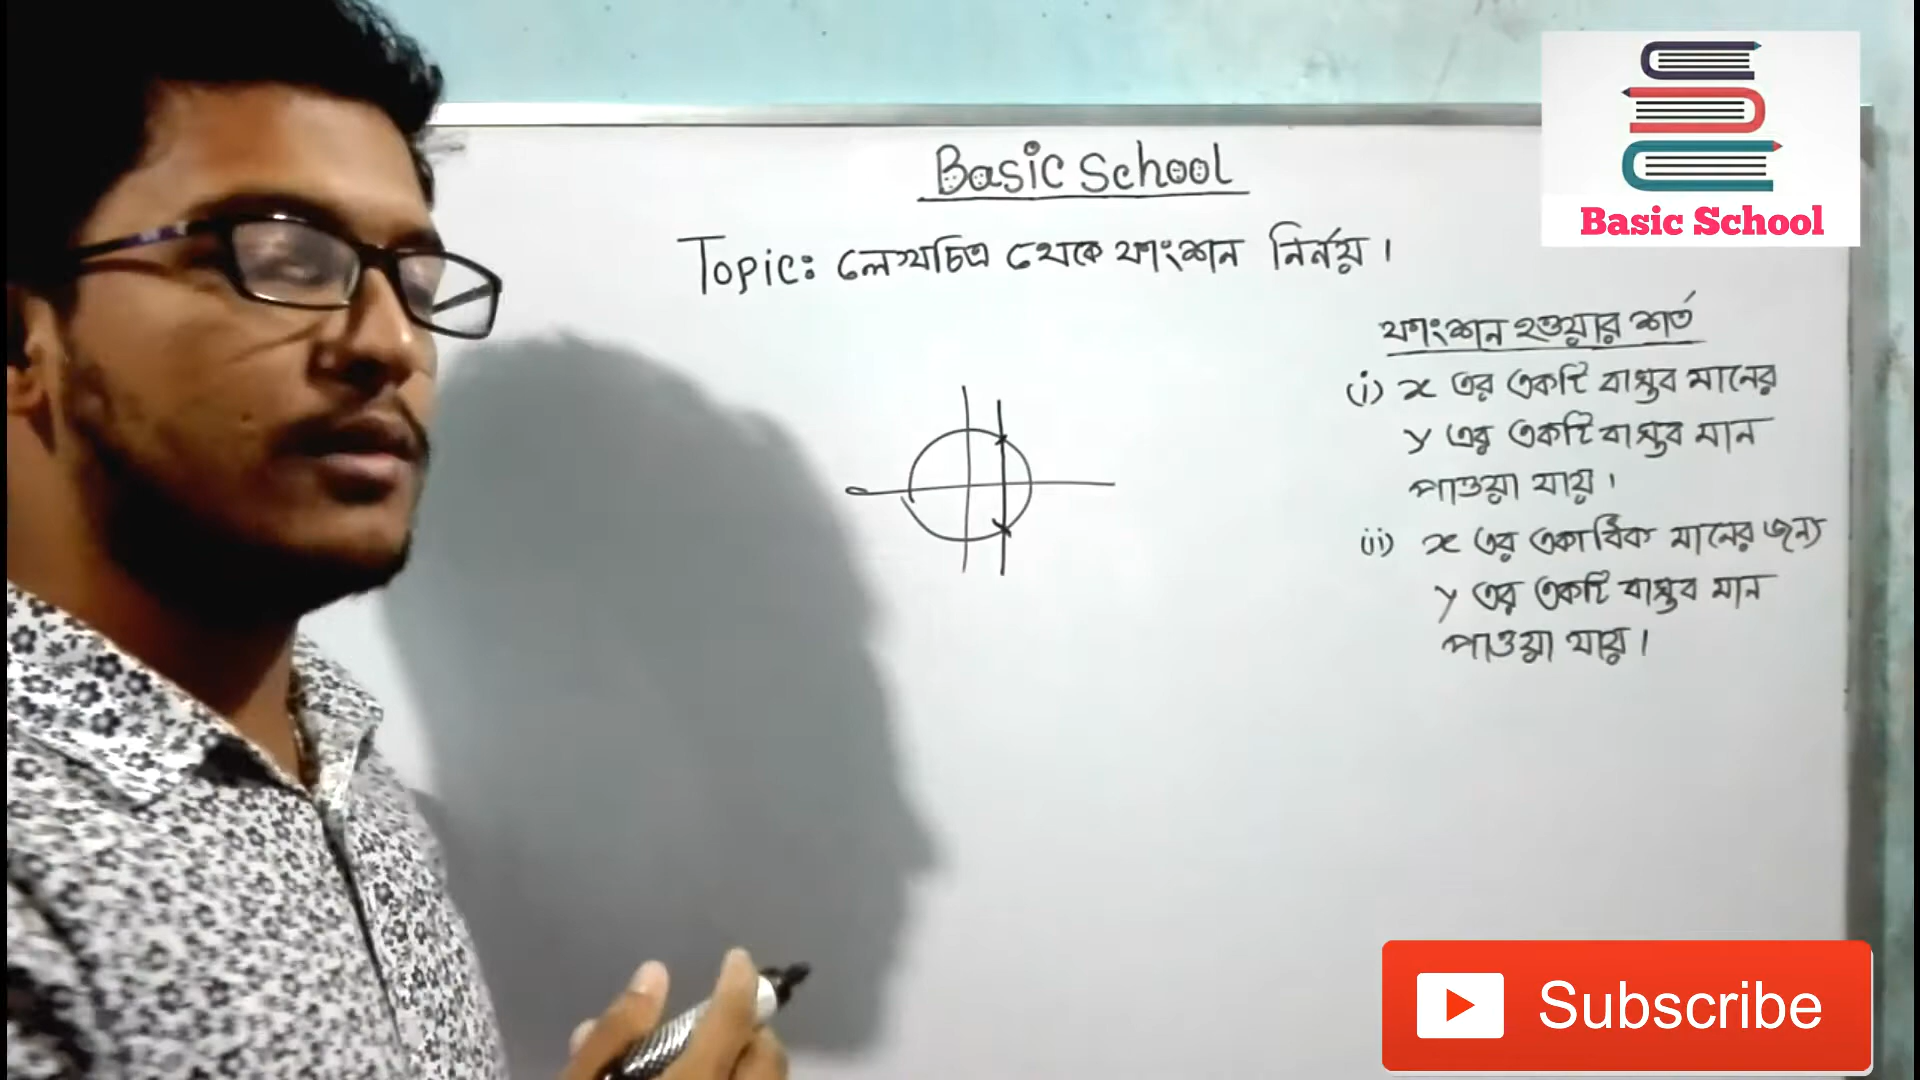 Basic School
Topic: লেখচিত্র থেকে ফাংশন নির্নয়।
ফাংশন হওয়ার শর্ত
(i) x এর একটি বাস্তব মানের
y এর একটি বাস্তব মান
পাওয়া যায়।
(ii) x এর একাধিক মানের জন্য
y এর একটি বাস্তব মান
পাওয়া যায়।
Basic School
Subscribe